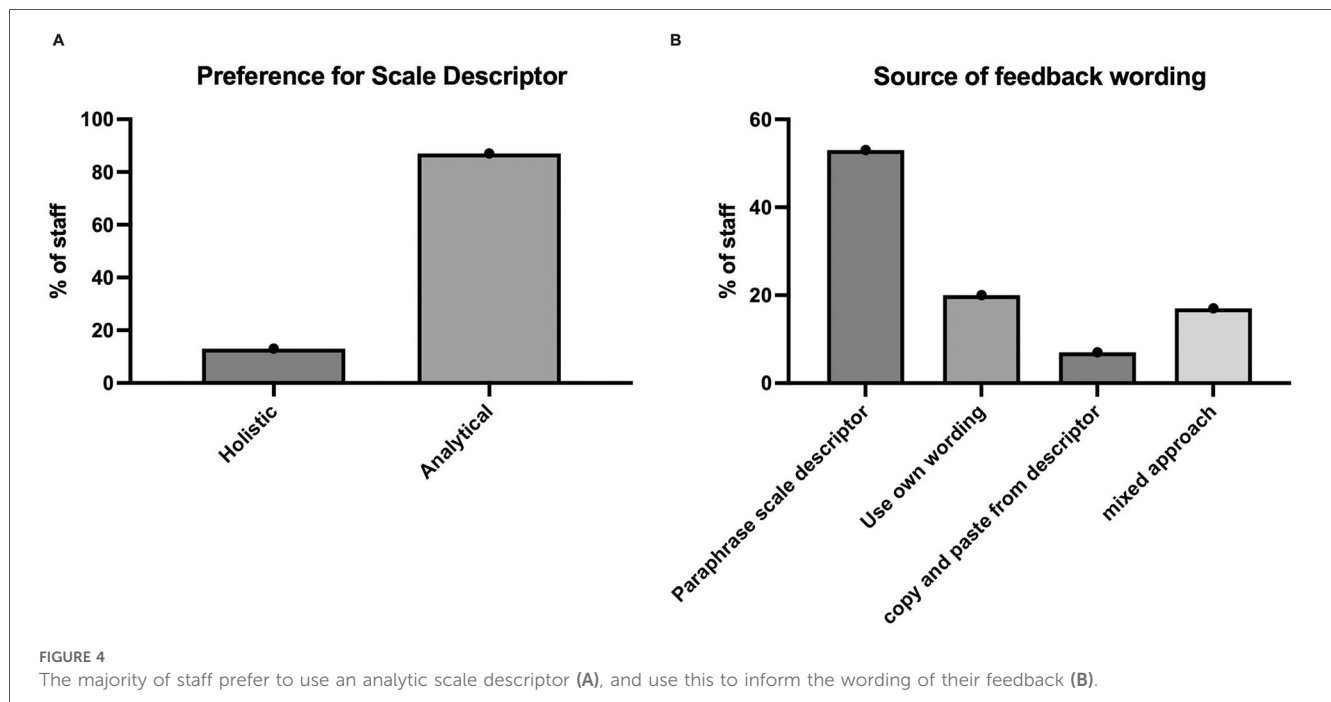 A
Preference for Scale Descriptor
% of staff
100
80
60
40
20
0
Holistic
Analytical
B
Source of feedback wording
% of staff
60
40
20
0
Paraphrase scale descriptor
Use own wording
copy and paste from descriptor
mixed approach
FIGURE 4
The majority of staff prefer to use an analytic scale descriptor (A), and use this to inform the wording of their feedback (B).